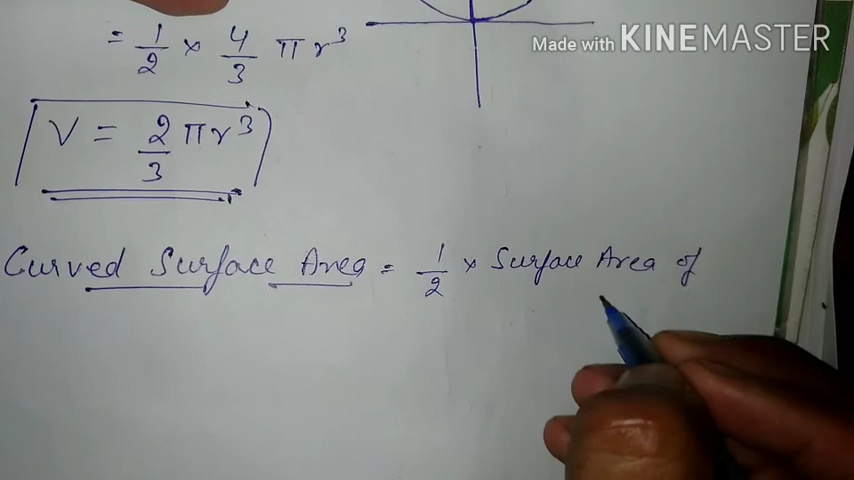 = 1/2 × 4/3 πr³
Made with KINEMASTER
V = 2/3 πr³
Curved Surface Area = 1/2 × Surface Area of